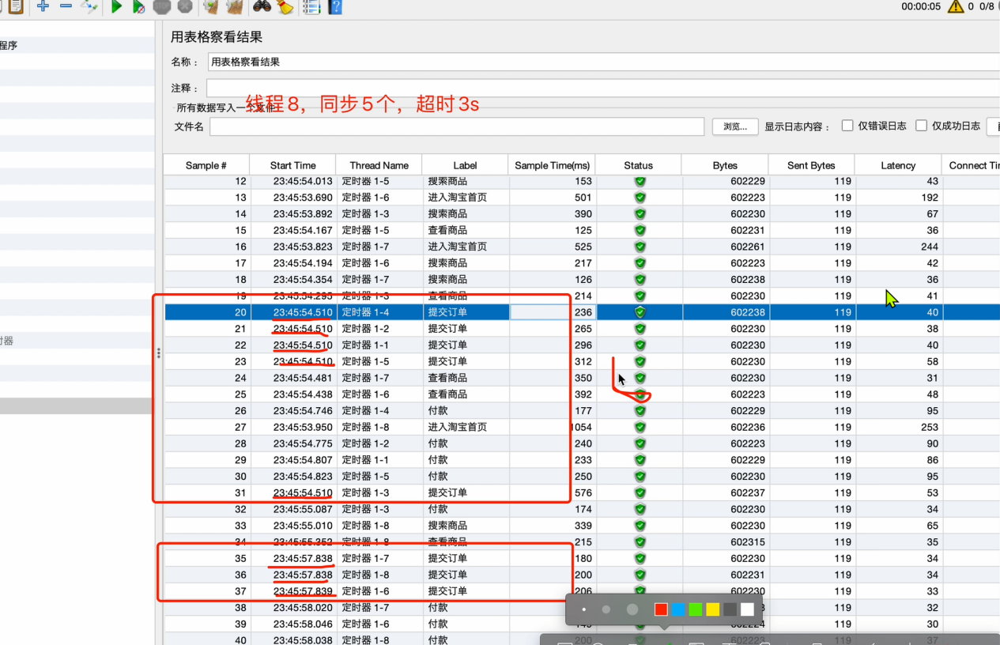 STOP
00:00:05 0 0/8
程序
用表格察看结果
名称： 用表格察看结果
注释：
线程8，同步5个，超时3s
所有数据写入一个文件
文件名 浏览... 显示日志内容： 仅错误日志 仅成功日志
Sample # Start Time Thread Name Label Sample Time(ms) Status Bytes Sent Bytes Latency
12 23:45:54.013 定时器 1-5 搜索商品 153 602229 119 43
13 23:45:53.690 定时器 1-6 进入淘宝首页 501 602223 119 192
14 23:45:53.892 定时器 1-3 搜索商品 390 602230 119 67
15 23:45:54.167 定时器 1-5 查看商品 125 602231 119 36
16 23:45:53.823 定时器 1-7 进入淘宝首页 525 602261 119 244
17 23:45:54.194 定时器 1-6 搜索商品 217 602223 119 42
18 23:45:54.354 定时器 1-7 搜索商品 126 602238 119 36
19 23:45:54.295 定时器 1-3 查看商品 214 602230 119 41
20 23:45:54.510 定时器 1-4 提交订单 236 602238 119 40
21 23:45:54.510 定时器 1-2 提交订单 265 602230 119 38
22 23:45:54.510 定时器 1-1 提交订单 296 602230 119 40
23 23:45:54.510 定时器 1-5 提交订单 312 602230 119 58
24 23:45:54.481 定时器 1-7 查看商品 350 602230 119 31
25 23:45:54.438 定时器 1-6 查看商品 392 602223 119 48
26 23:45:54.746 定时器 1-4 付款 177 602229 119 95
27 23:45:53.950 定时器 1-8 进入淘宝首页 1054 602236 119 253
28 23:45:54.775 定时器 1-2 付款 240 602223 119 90
29 23:45:54.807 定时器 1-1 付款 233 602229 119 86
30 23:45:54.823 定时器 1-5 付款 250 602230 119 95
31 23:45:54.510 定时器 1-3 提交订单 576 602237 119 53
32 23:45:55.087 定时器 1-3 付款 174 602230 119 34
33 23:45:55.010 定时器 1-8 搜索商品 339 602230 119 65
34 23:45:55.352 定时器 1-8 查看商品 215 602315 119 35
35 23:45:57.838 定时器 1-7 提交订单 180 602230 119 34
36 23:45:57.838 定时器 1-8 提交订单 200 602231 119 34
37 23:45:57.839 定时器 1-6 提交订单 206 602230 119 33
38 23:45:58.020 定时器 1-7 付款 119 32
39 23:45:58.046 定时器 1-6 付款 119 30
40 23:45:58.038 定时器 1-8 付款 200 602223 119 37